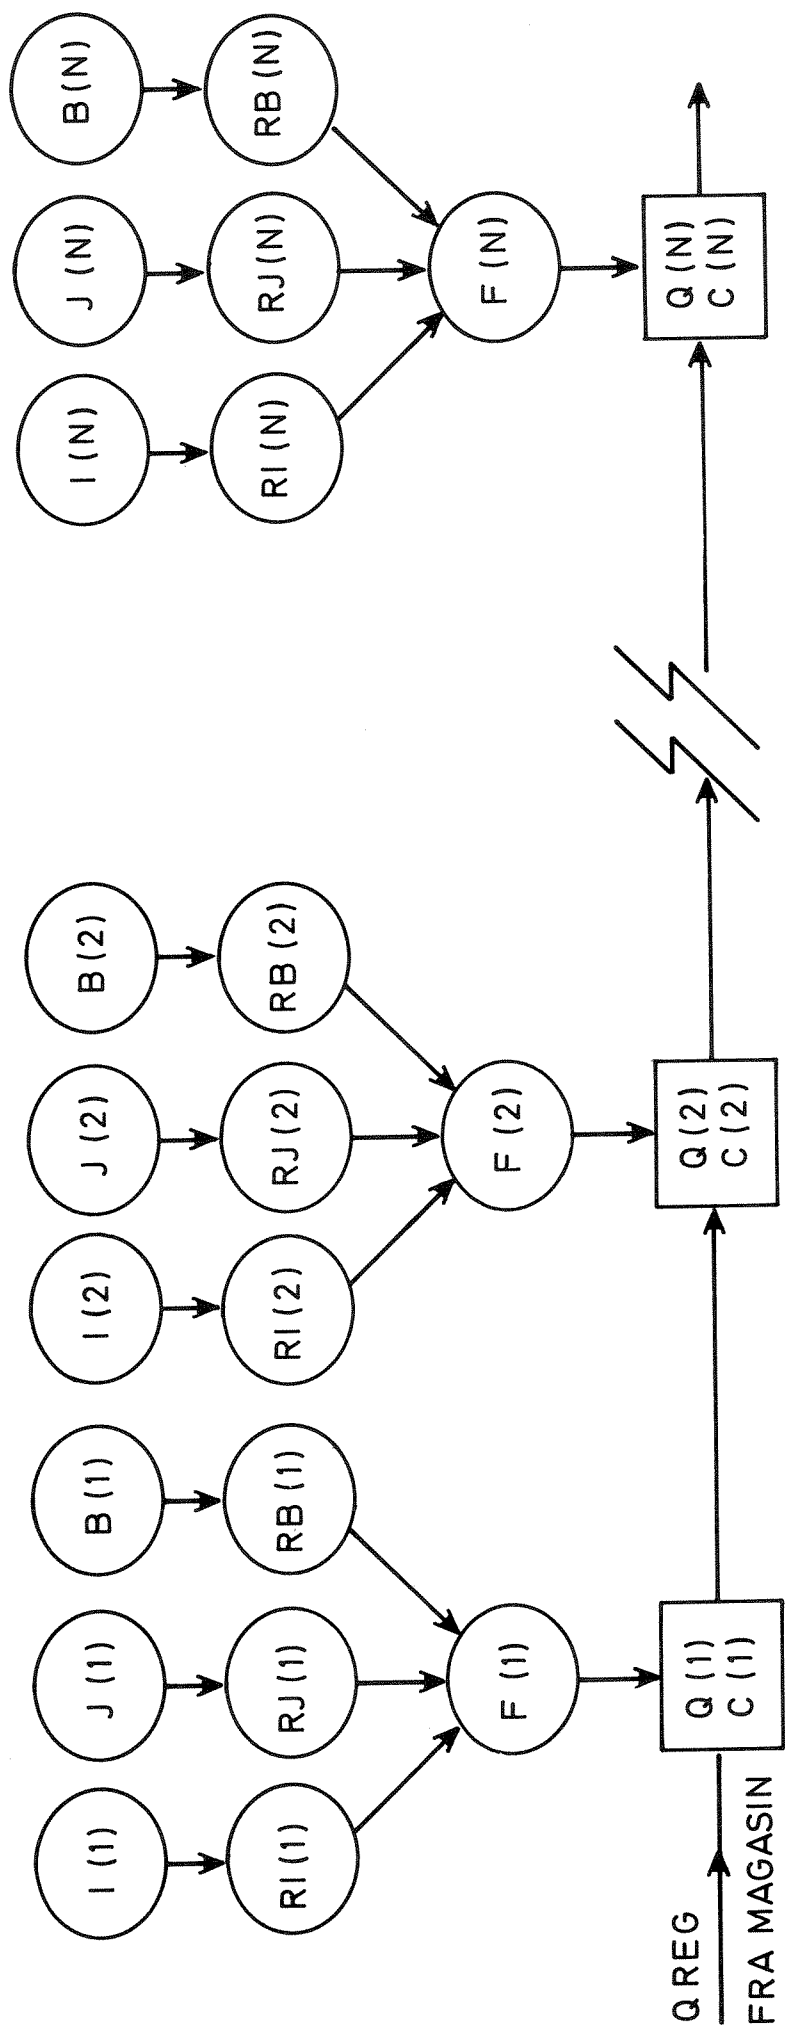 I (1)
J (1)
B (1)
I (2)
J (2)
B (2)
I (N)
J (N)
B (N)
RI (1)
RJ (1)
RB (1)
RI (2)
RJ (2)
RB (2)
RI (N)
RJ (N)
RB (N)
F (1)
F (2)
F (N)
QREG
FRA MAGASIN
Q (1)
C (1)
Q (2)
C (2)
Q (N)
C (N)